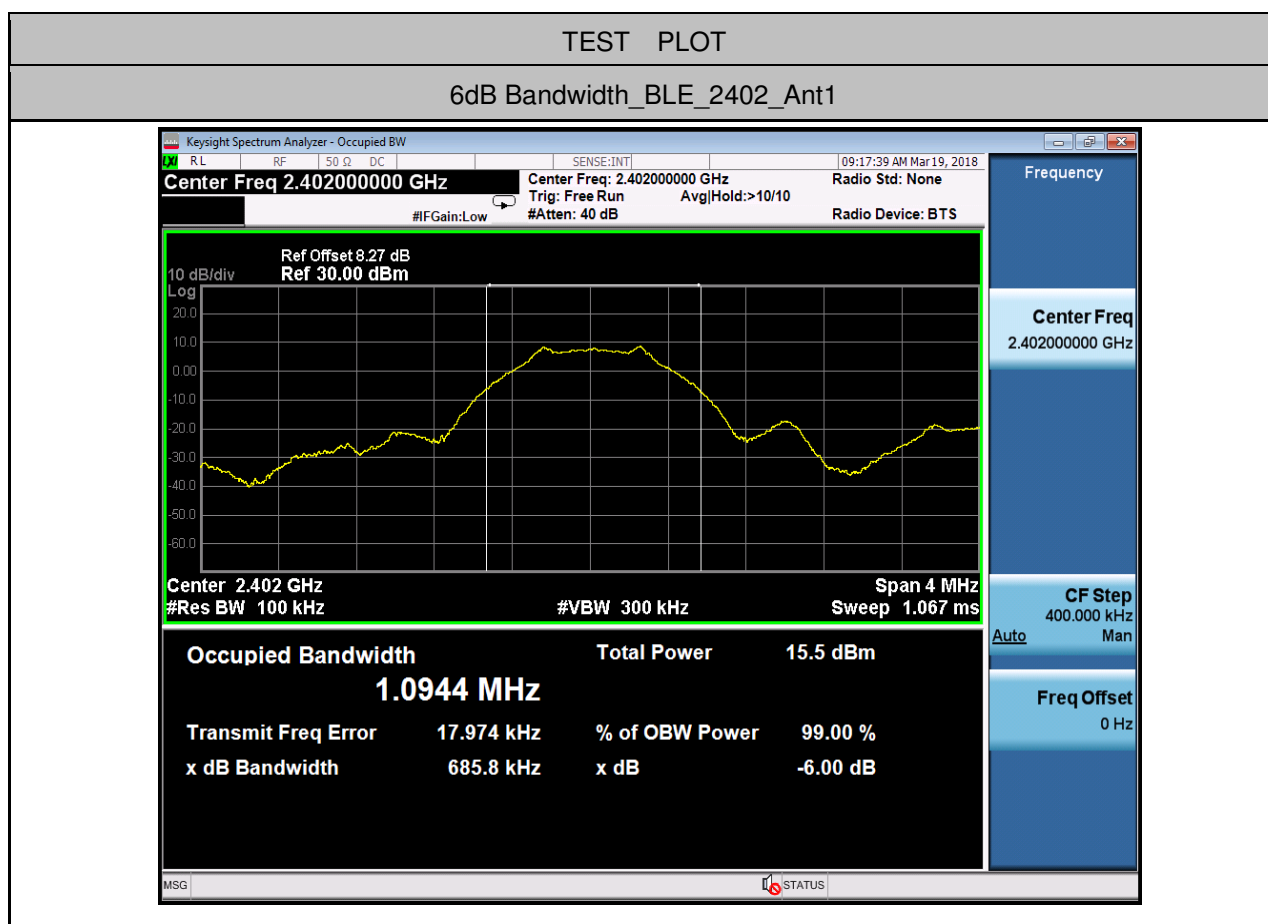 TEST PLOT
6dB Bandwidth_BLE_2402_Ant1
Keysight Spectrum Analyzer - Occupied BW
LXI RL RF 50 Ω DC SENSE:INT 09:17:39 AM Mar 19, 2018
Center Freq 2.402000000 GHz
Center Freq: 2.402000000 GHz
Radio Std: None
Trig: Free Run Avg|Hold:>10/10
#IFGain:Low
#Atten: 40 dB
Radio Device: BTS
Ref Offset 8.27 dB
10 dB/div Ref 30.00 dBm
Log
20.0
10.0
0.00
-10.0
-20.0
-30.0
-40.0
-50.0
-60.0
Center 2.402 GHz Span 4 MHz
#Res BW 100 kHz #VBW 300 kHz Sweep 1.067 ms
Occupied Bandwidth Total Power 15.5 dBm
1.0944 MHz
Transmit Freq Error 17.974 kHz % of OBW Power 99.00 %
x dB Bandwidth 685.8 kHz x dB -6.00 dB
Frequency
Center Freq
2.402000000 GHz
CF Step
400.000 kHz
Auto Man
Freq Offset
0 Hz
MSG STATUS